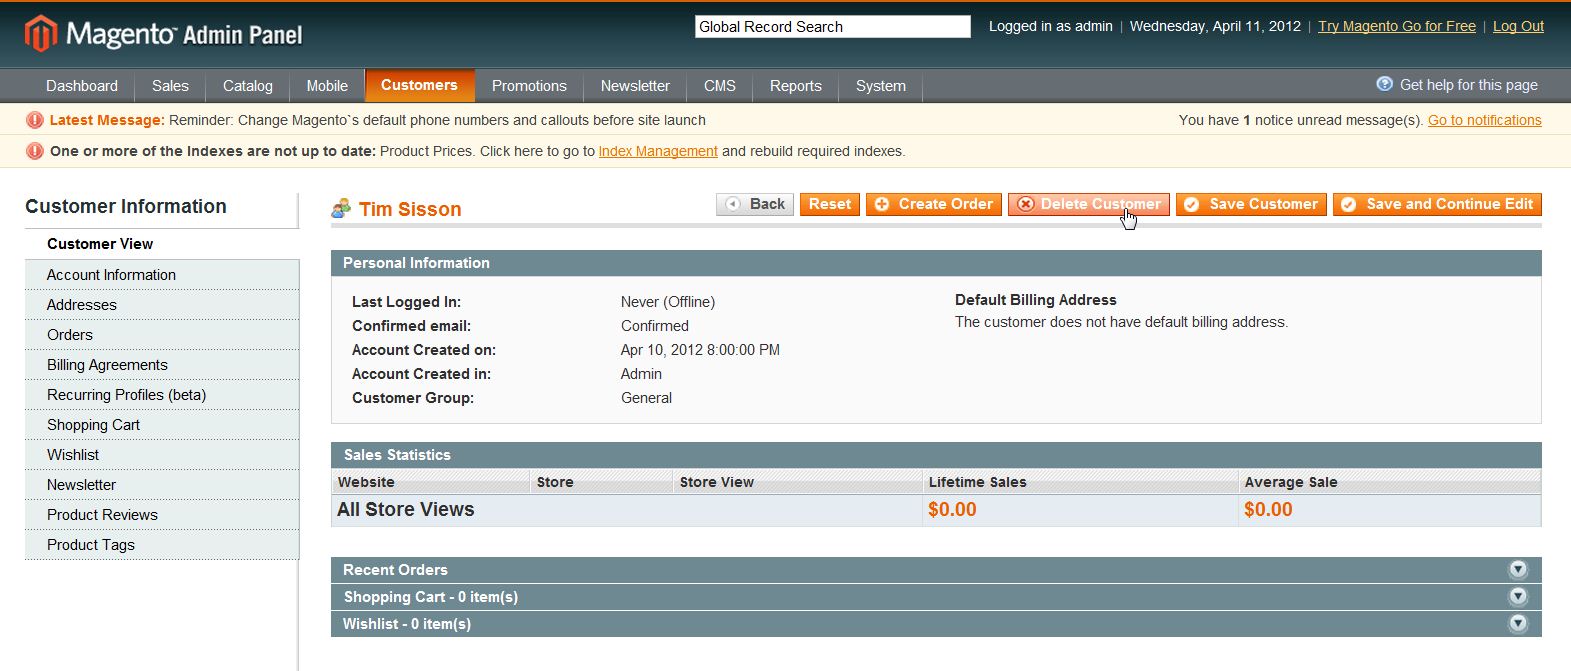 Magento™ Admin Panel
Global Record Search
Logged in as admin | Wednesday, April 11, 2012 | Try Magento Go for Free | Log Out
Dashboard Sales Catalog Mobile Customers Promotions Newsletter CMS Reports System
Get help for this page
Latest Message: Reminder: Change Magento`s default phone numbers and callouts before site launch
You have 1 notice unread message(s). Go to notifications
One or more of the Indexes are not up to date: Product Prices. Click here to go to Index Management and rebuild required indexes.
Customer Information
Customer View
Account Information
Addresses
Orders
Billing Agreements
Recurring Profiles (beta)
Shopping Cart
Wishlist
Newsletter
Product Reviews
Product Tags
Tim Sisson
Back Reset Create Order Delete Customer Save Customer Save and Continue Edit
Personal Information
Last Logged In: Never (Offline)
Confirmed email: Confirmed
Account Created on: Apr 10, 2012 8:00:00 PM
Account Created in: Admin
Customer Group: General
Default Billing Address
The customer does not have default billing address.
Sales Statistics
Website Store Store View Lifetime Sales Average Sale
All Store Views $0.00 $0.00
Recent Orders
Shopping Cart - 0 item(s)
Wishlist - 0 item(s)